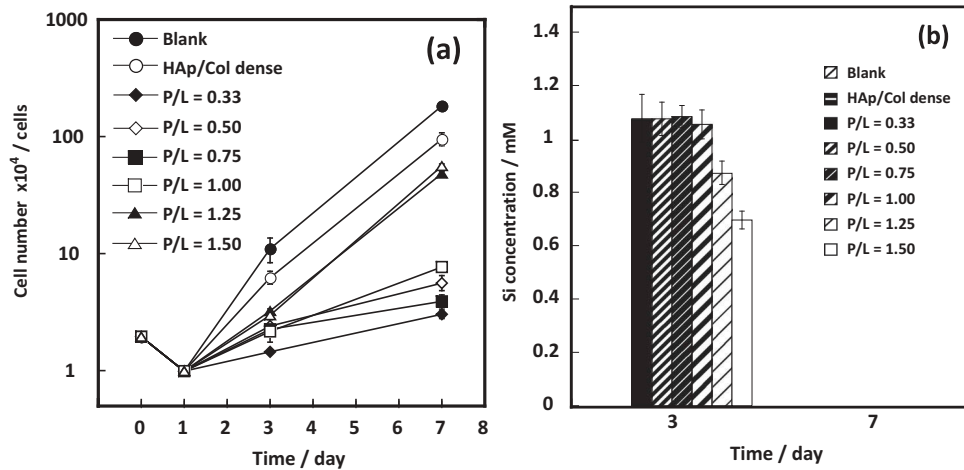 1000
100
10
1
Cell number x10⁴ / cells
(a)
Blank
HAp/Col dense
P/L = 0.33
P/L = 0.50
P/L = 0.75
P/L = 1.00
P/L = 1.25
P/L = 1.50
0 1 2 3 4 5 6 7 8
Time / day
1.4
1.2
1
0.8
0.6
0.4
0.2
0
Si concentration / mM
(b)
Blank
HAp/Col dense
P/L = 0.33
P/L = 0.50
P/L = 0.75
P/L = 1.00
P/L = 1.25
P/L = 1.50
3 7
Time / day